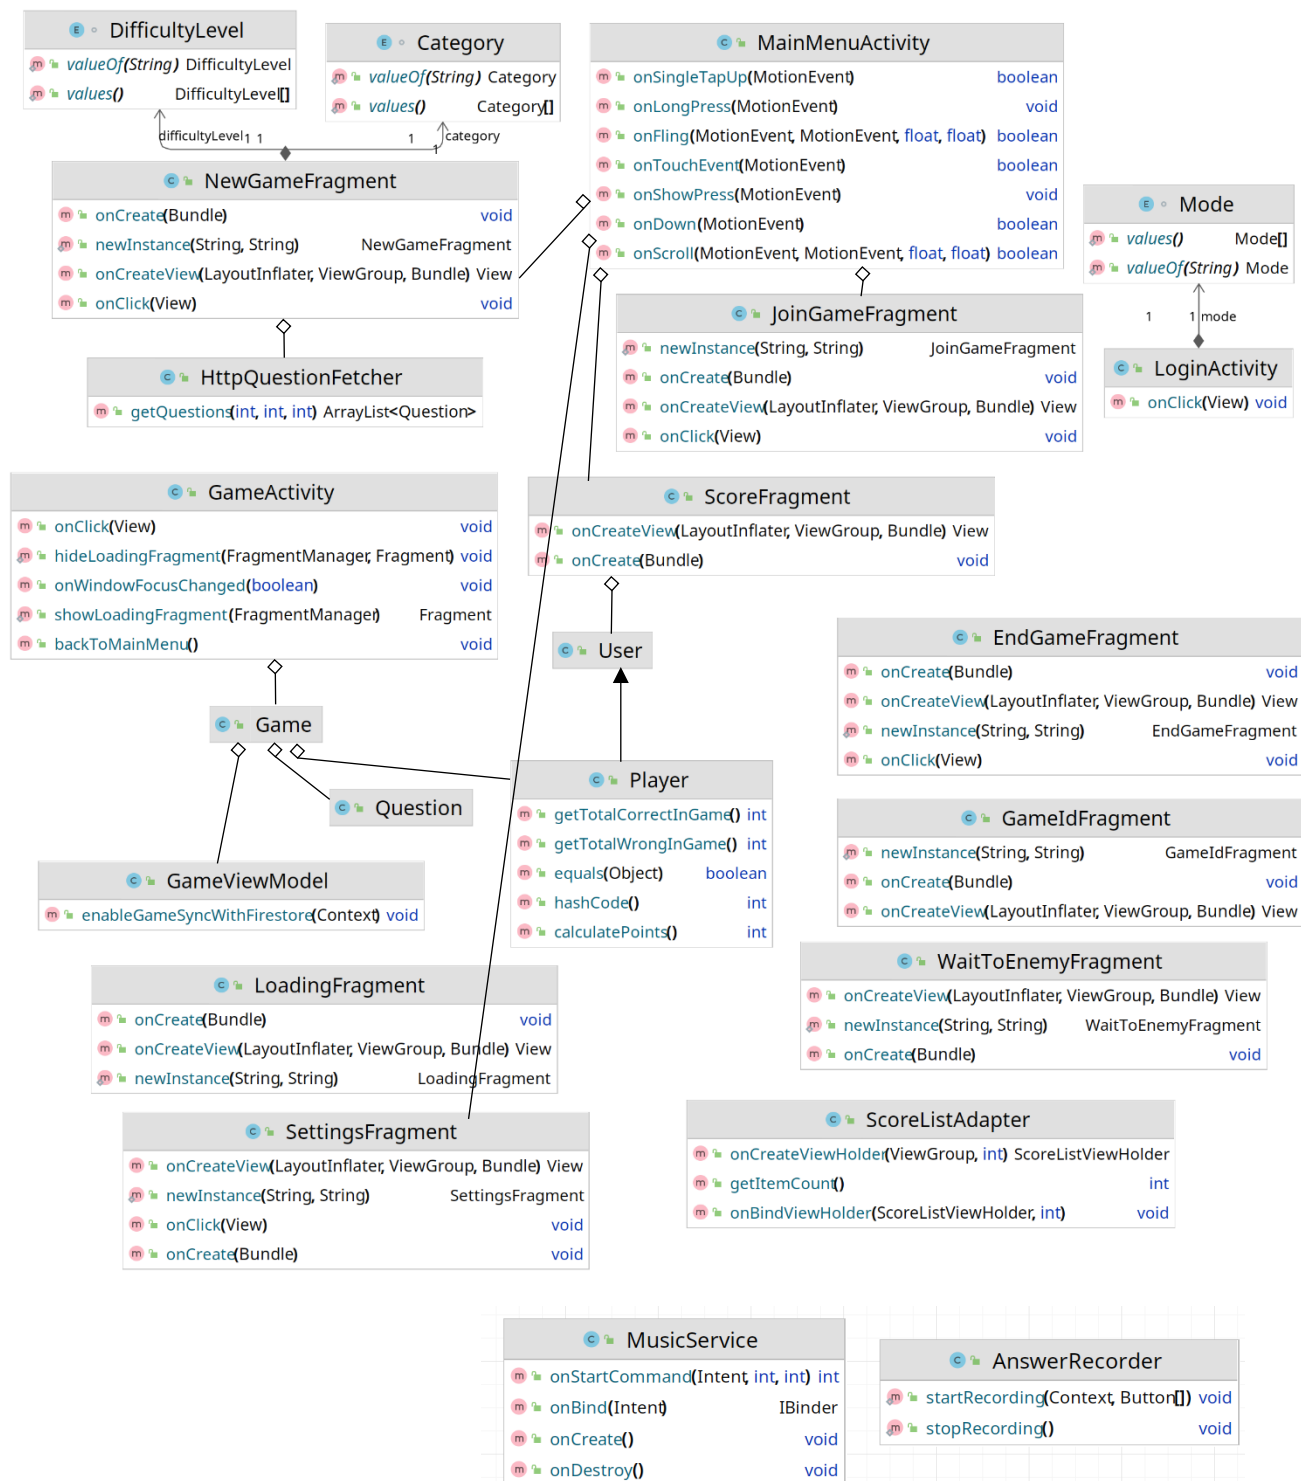 DifficultyLevel
valueOf(String) DifficultyLevel
values() DifficultyLevel[]
Category
valueOf(String) Category
values() Category[]
MainMenuActivity
onSingleTapUp(MotionEvent) boolean
onLongPress(MotionEvent) void
onFling(MotionEvent, MotionEvent, float, float) boolean
onTouchEvent(MotionEvent) boolean
onShowPress(MotionEvent) void
onDown(MotionEvent) boolean
onScroll(MotionEvent, MotionEvent, float, float) boolean
difficultyLevel 1 1
1 category
1
NewGameFragment
onCreate(Bundle) void
newInstance(String, String) NewGameFragment
onCreateView(LayoutInflater, ViewGroup, Bundle) View
onClick(View) void
Mode
values() Mode[]
valueOf(String) Mode
1 1 mode
LoginActivity
onClick(View) void
JoinGameFragment
newInstance(String, String) JoinGameFragment
onCreate(Bundle) void
onCreateView(LayoutInflater, ViewGroup, Bundle) View
onClick(View) void
HttpQuestionFetcher
getQuestions(int, int, int) ArrayList<Question>
GameActivity
onClick(View) void
hideLoadingFragment(FragmentManager, Fragment) void
onWindowFocusChanged(boolean) void
showLoadingFragment(FragmentManager) Fragment
backToMainMenu() void
ScoreFragment
onCreateView(LayoutInflater, ViewGroup, Bundle) View
onCreate(Bundle) void
User
EndGameFragment
onCreate(Bundle) void
onCreateView(LayoutInflater, ViewGroup, Bundle) View
newInstance(String, String) EndGameFragment
onClick(View) void
Game
Question
Player
getTotalCorrectInGame() int
getTotalWrongInGame() int
equals(Object) boolean
hashCode() int
calculatePoints() int
GameIdFragment
newInstance(String, String) GameIdFragment
onCreate(Bundle) void
onCreateView(LayoutInflater, ViewGroup, Bundle) View
GameViewModel
enableGameSyncWithFirestore(Context) void
WaitToEnemyFragment
onCreateView(LayoutInflater, ViewGroup, Bundle) View
newInstance(String, String) WaitToEnemyFragment
onCreate(Bundle) void
LoadingFragment
onCreate(Bundle) void
onCreateView(LayoutInflater, ViewGroup, Bundle) View
newInstance(String, String) LoadingFragment
SettingsFragment
onCreateView(LayoutInflater, ViewGroup, Bundle) View
newInstance(String, String) SettingsFragment
onClick(View) void
onCreate(Bundle) void
ScoreListAdapter
onCreateViewHolder(ViewGroup, int) ScoreListViewHolder
getItemCount() int
onBindViewHolder(ScoreListViewHolder, int) void
MusicService
onStartCommand(Intent, int, int) int
onBind(Intent) IBinder
onCreate() void
onDestroy() void
AnswerRecorder
startRecording(Context, Button[]) void
stopRecording() void